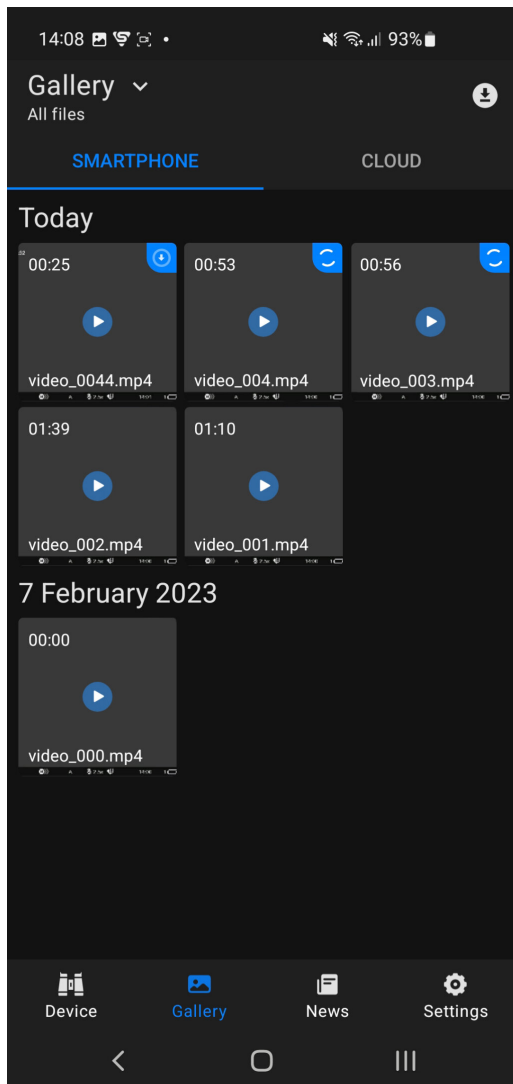 14:08
93%
Gallery
All files
SMARTPHONE
CLOUD
Today
00:25
00:53
00:56
video_0044.mp4
video_004.mp4
video_003.mp4
01:39
01:10
video_002.mp4
video_001.mp4
7 February 2023
00:00
video_000.mp4
Device
Gallery
News
Settings